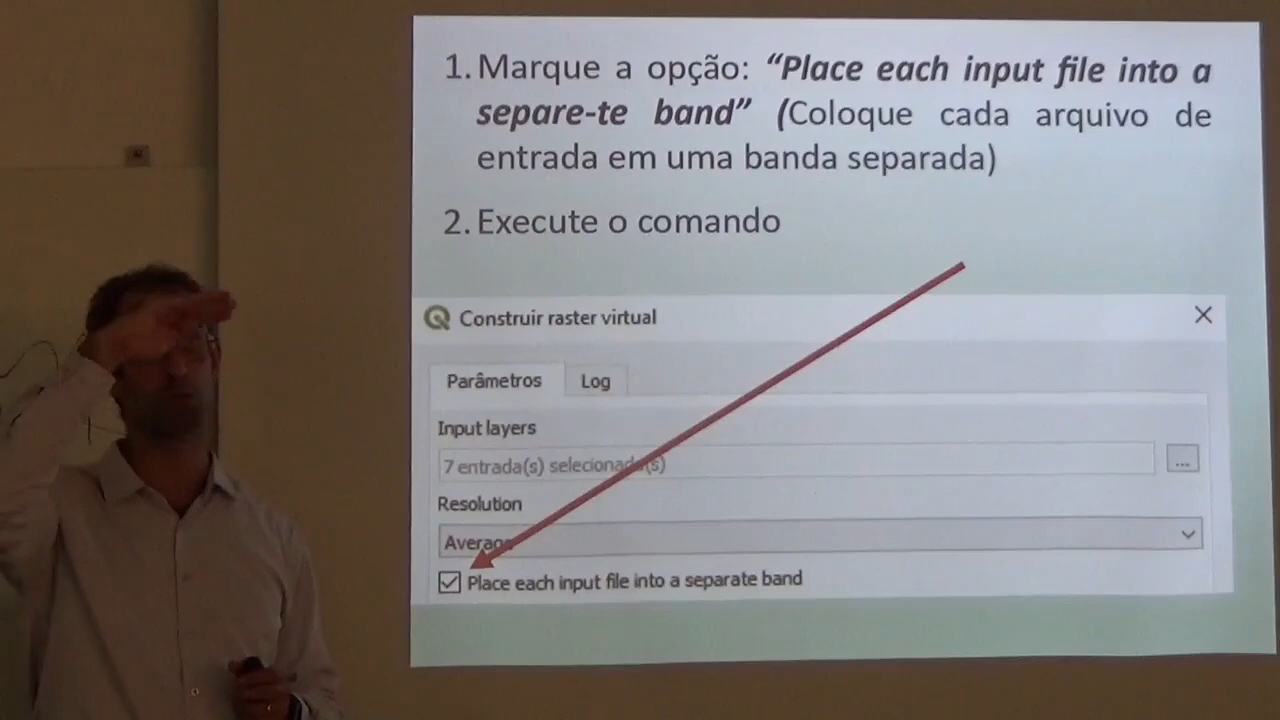 1. Marque a opção: “Place each input file into a
separe-te band” (Coloque cada arquivo de
entrada em uma banda separada)
2. Execute o comando
Construir raster virtual
Parâmetros Log
Input layers
7 entrada(s) selecionada(s)
...
Resolution
Average
Place each input file into a separate band